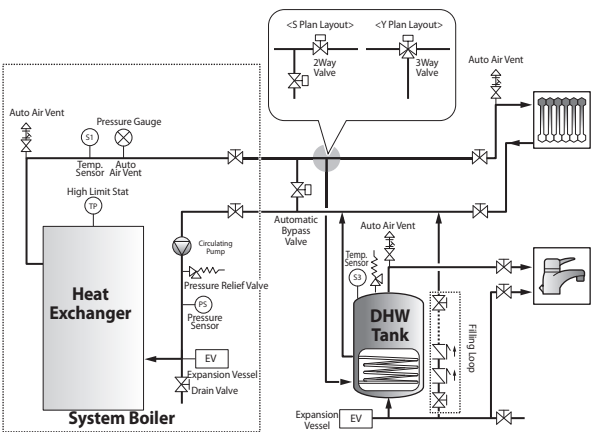 <S Plan Layout>
<Y Plan Layout>
2Way
Valve
3Way
Valve
Auto Air Vent
Auto Air Vent
Pressure Gauge
S1
Temp.
Sensor
Auto
Air Vent
High Limit Stat
TP
Automatic
Bypass
Valve
Circulating
Pump
Pressure Relief Valve
PS
Pressure
Sensor
Heat
Exchanger
EV
Expansion Vessel
Drain Valve
System Boiler
Auto Air Vent
Temp.
Sensor
S3
DHW
Tank
Filling Loop
Expansion
Vessel
EV